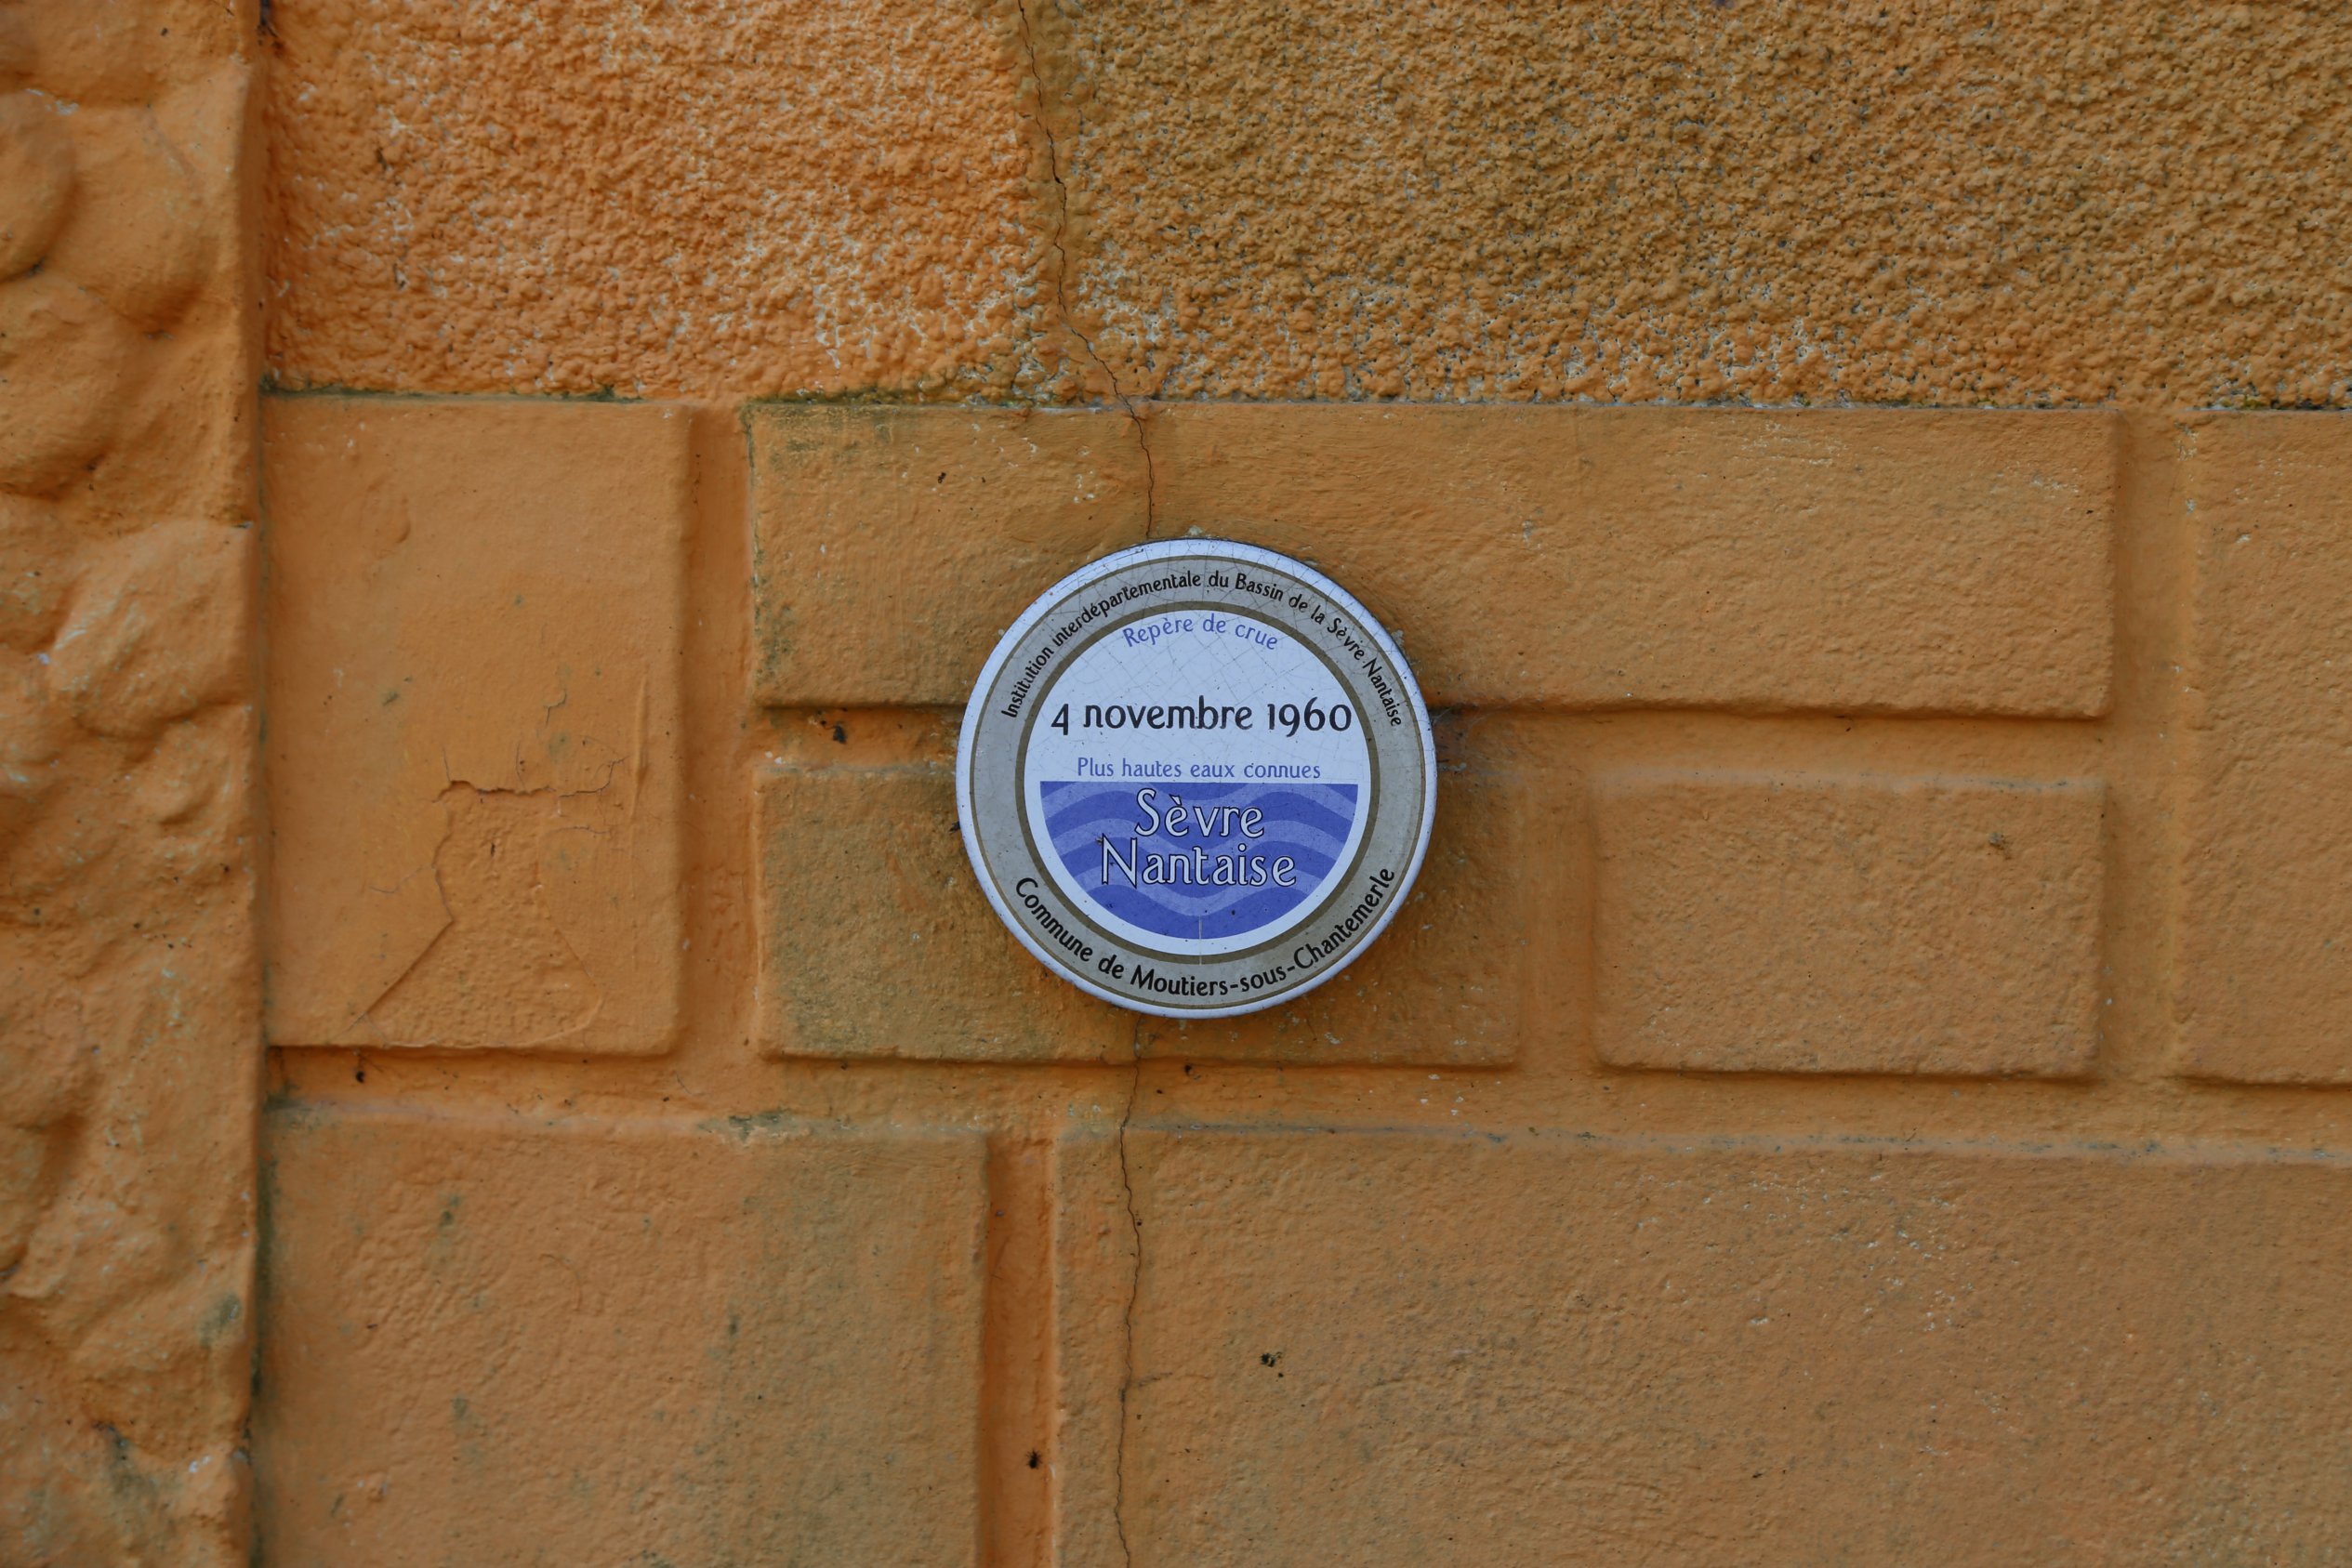 Institution interdépartementale du Bassin de la Sèvre Nantaise
Repère de crue
4 novembre 1960
Plus hautes eaux connues
Sèvre
Nantaise
Commune de Moutiers-sous-Chantemerle